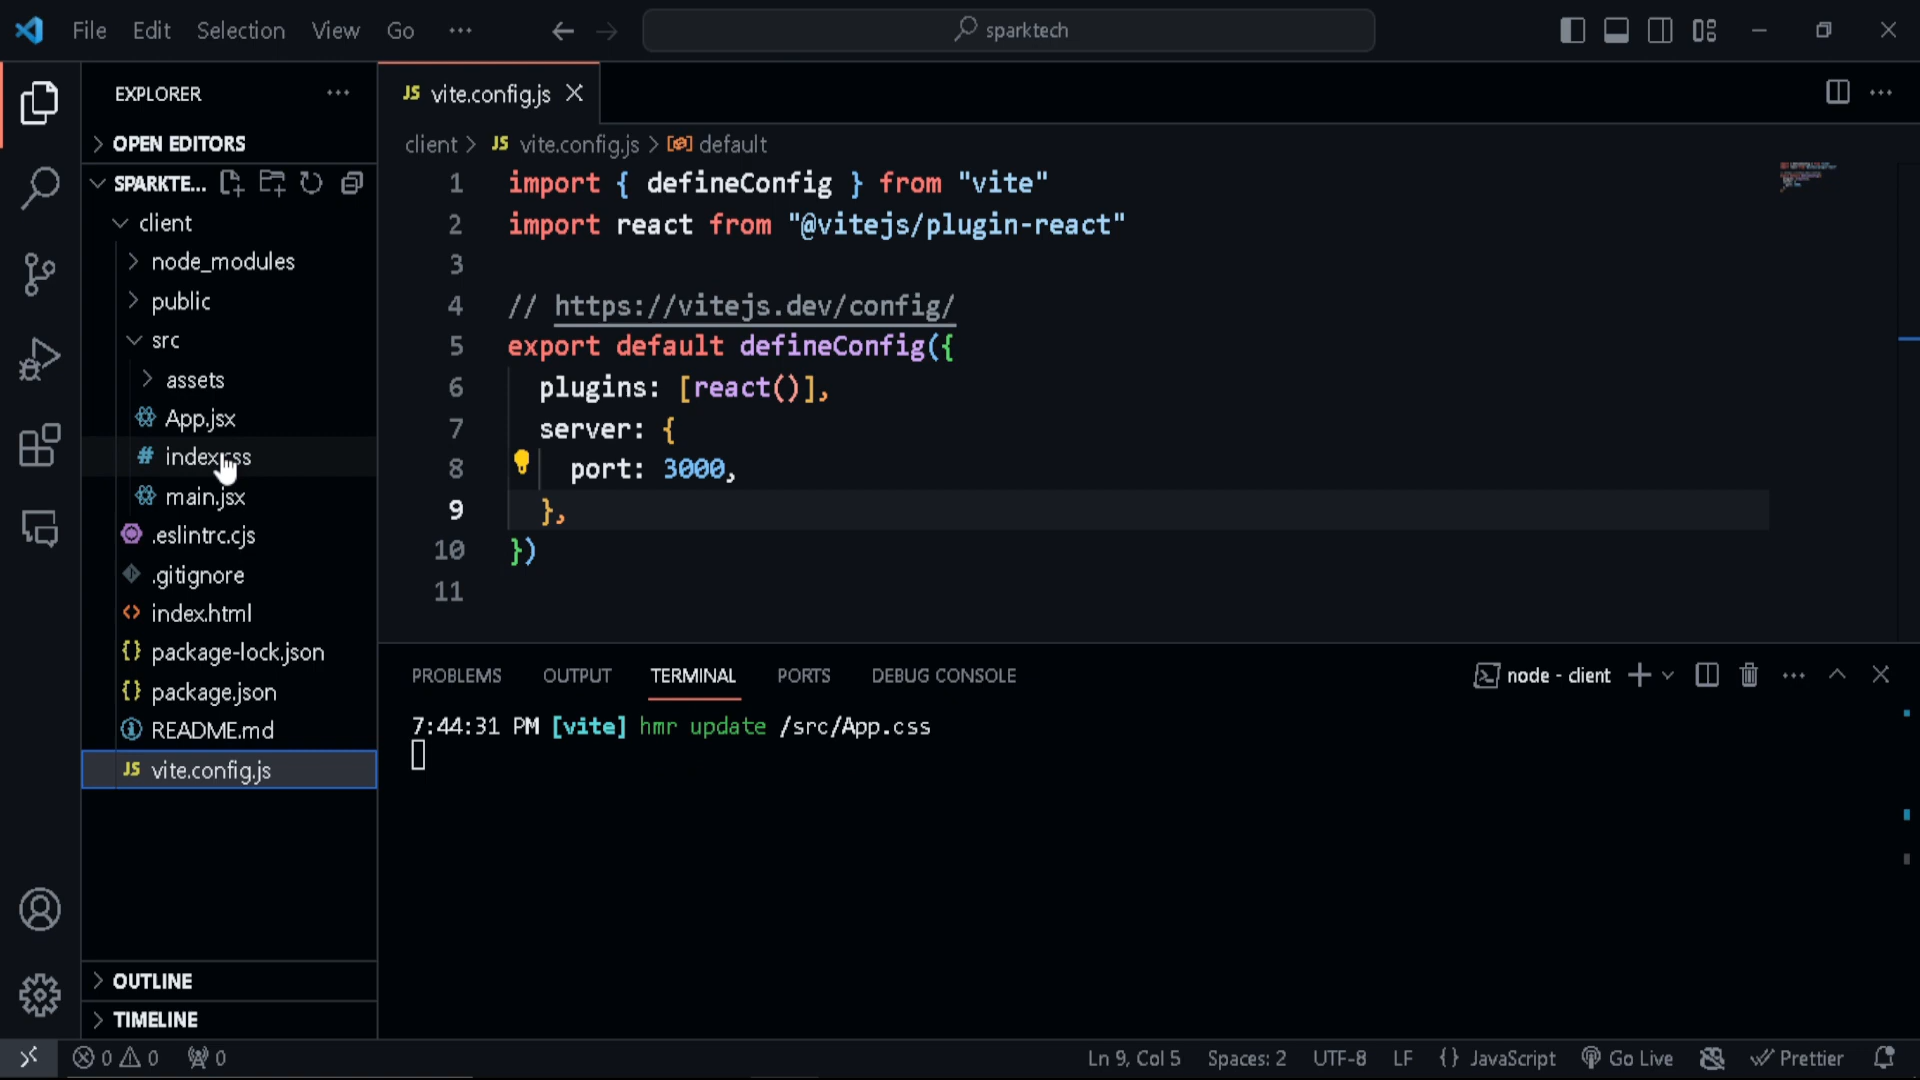 File Edit Selection View Go ··· sparktech
EXPLORER ···
OPEN EDITORS
SPARKTE...
client
node_modules
public
src
assets
App.jsx
# index.css
main.jsx
.eslintrc.cjs
.gitignore
<> index.html
{} package-lock.json
{} package.json
README.md
JS vite.config.js
OUTLINE
TIMELINE
JS vite.config.js
client > JS vite.config.js > default
1 import { defineConfig } from "vite"
2 import react from "@vitejs/plugin-react"
3
4 // https://vitejs.dev/config/
5 export default defineConfig({
6 plugins: [react()],
7 server: {
8 port: 3000,
9 },
10 })
11
PROBLEMS OUTPUT TERMINAL PORTS DEBUG CONSOLE node - client
7:44:31 PM [vite] hmr update /src/App.css
0 0 0 Ln 9, Col 5 Spaces: 2 UTF-8 LF {} JavaScript Go Live Prettier